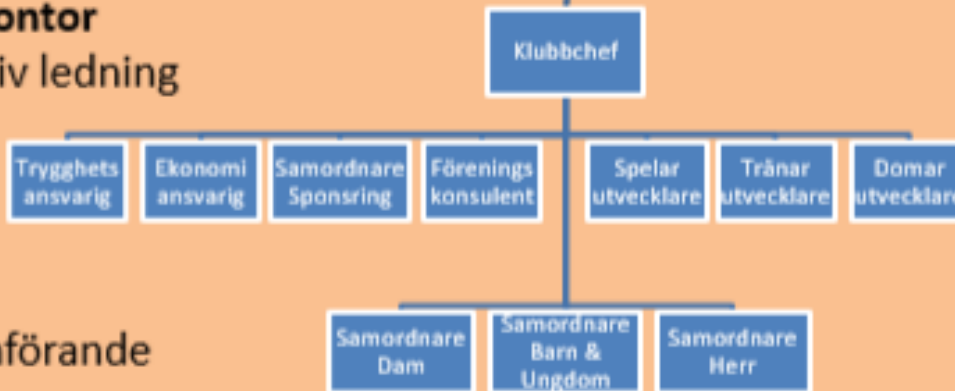 ontor
Klubbchef
iv ledning
Trygghets
ansvarig
Ekonomi
ansvarig
Samordnare
Sponsring
Förenings
konsulent
Spelar
utvecklare
Tränar
utvecklare
Domar
utvecklare
nförande
Samordnare
Dam
Samordnare
Barn &
Ungdom
Samordnare
Herr